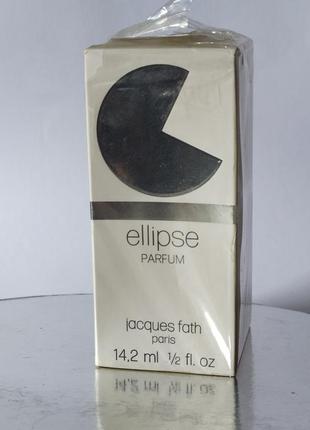 ellipse
PARFUM
jacques fath
paris
14,2 ml ½ fl. oz